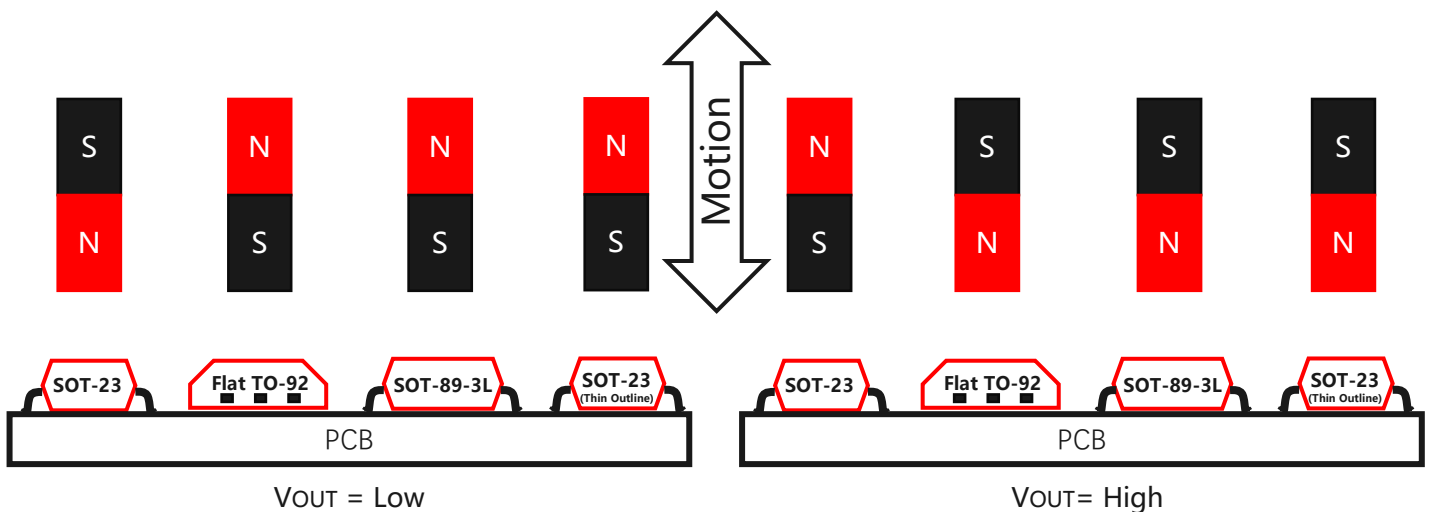 S N N N N S S S
N S S S S N N N
Motion
SOT-23 Flat TO-92 SOT-89-3L SOT-23 (Thin Outline) SOT-23 Flat TO-92 SOT-89-3L SOT-23 (Thin Outline)
PCB PCB
VOUT = Low VOUT= High